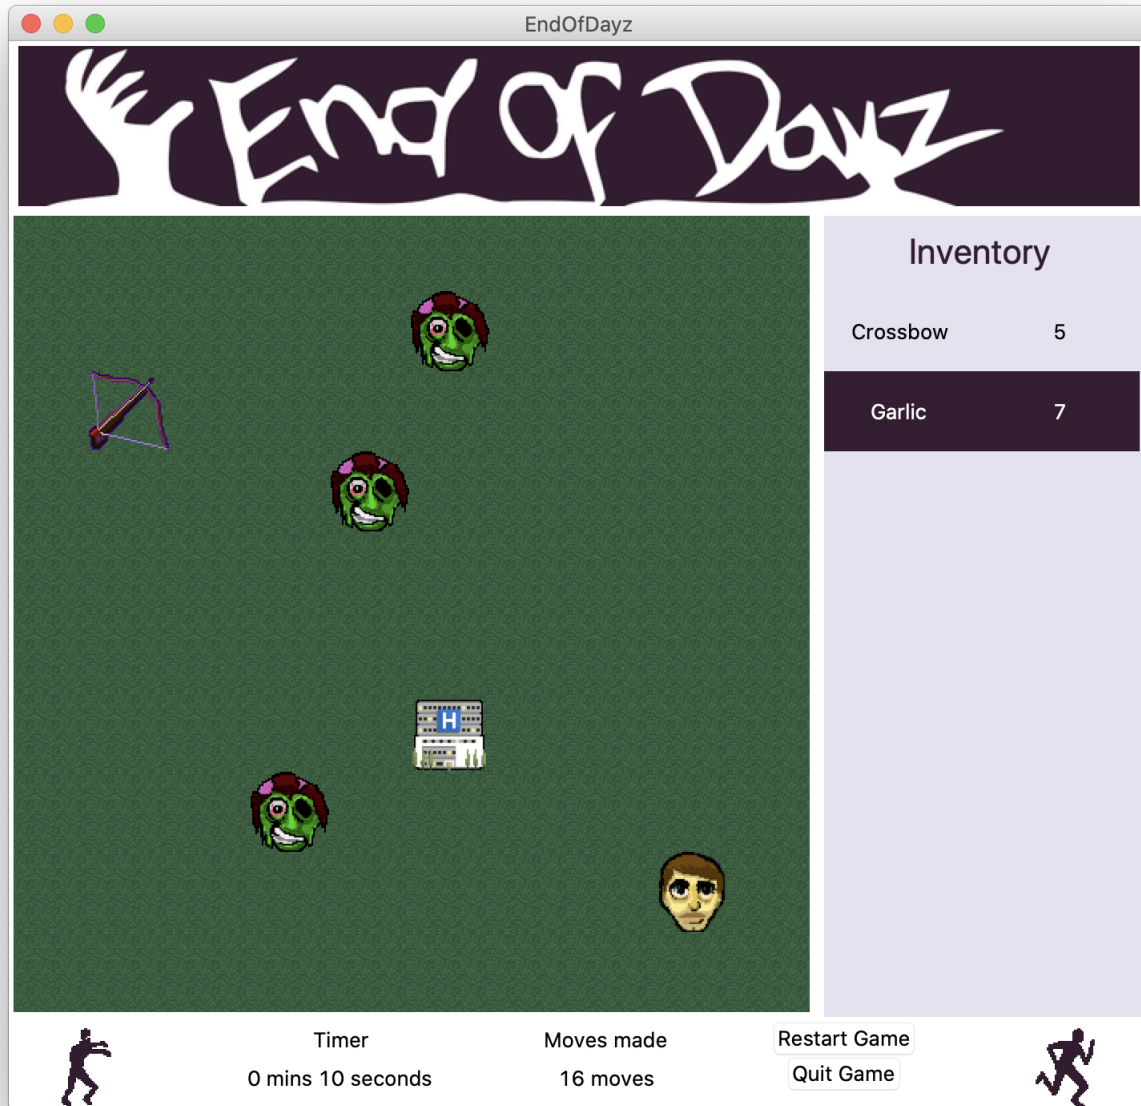 EndOfDayz
End of Dayz
Inventory
Crossbow 5
Garlic 7
H
Timer
Moves made
Restart Game
0 mins 10 seconds
16 moves
Quit Game